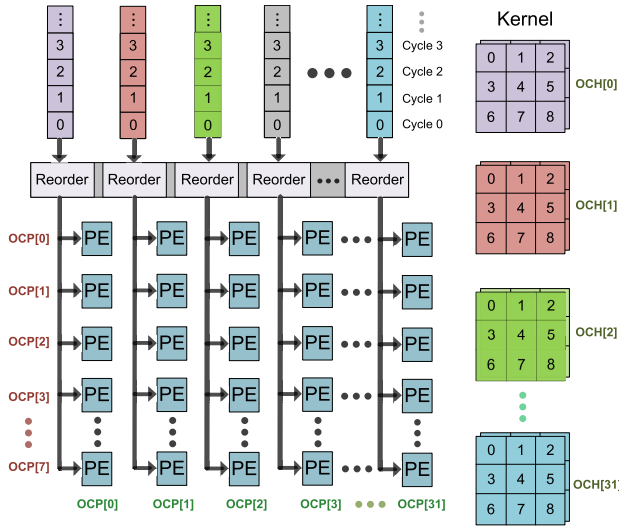 Kernel
⋮ ⋮ ⋮ ⋮ ⋮
3 3 3 3 3 Cycle 3
2 2 2 2 2 Cycle 2
1 1 1 1 1 Cycle 1
0 0 0 0 0 Cycle 0
0 1 2
3 4 5 OCH[0]
6 7 8
Reorder Reorder Reorder Reorder ••• Reorder
0 1 2
3 4 5 OCH[1]
6 7 8
OCP[0] PE PE PE PE PE
OCP[1] PE PE PE PE PE
OCP[2] PE PE PE PE PE
OCP[3] PE PE PE PE PE
OCP[7] PE PE PE PE PE
OCP[0] OCP[1] OCP[2] OCP[3] OCP[31]
0 1 2
3 4 5 OCH[2]
6 7 8
0 1 2
3 4 5 OCH[31]
6 7 8